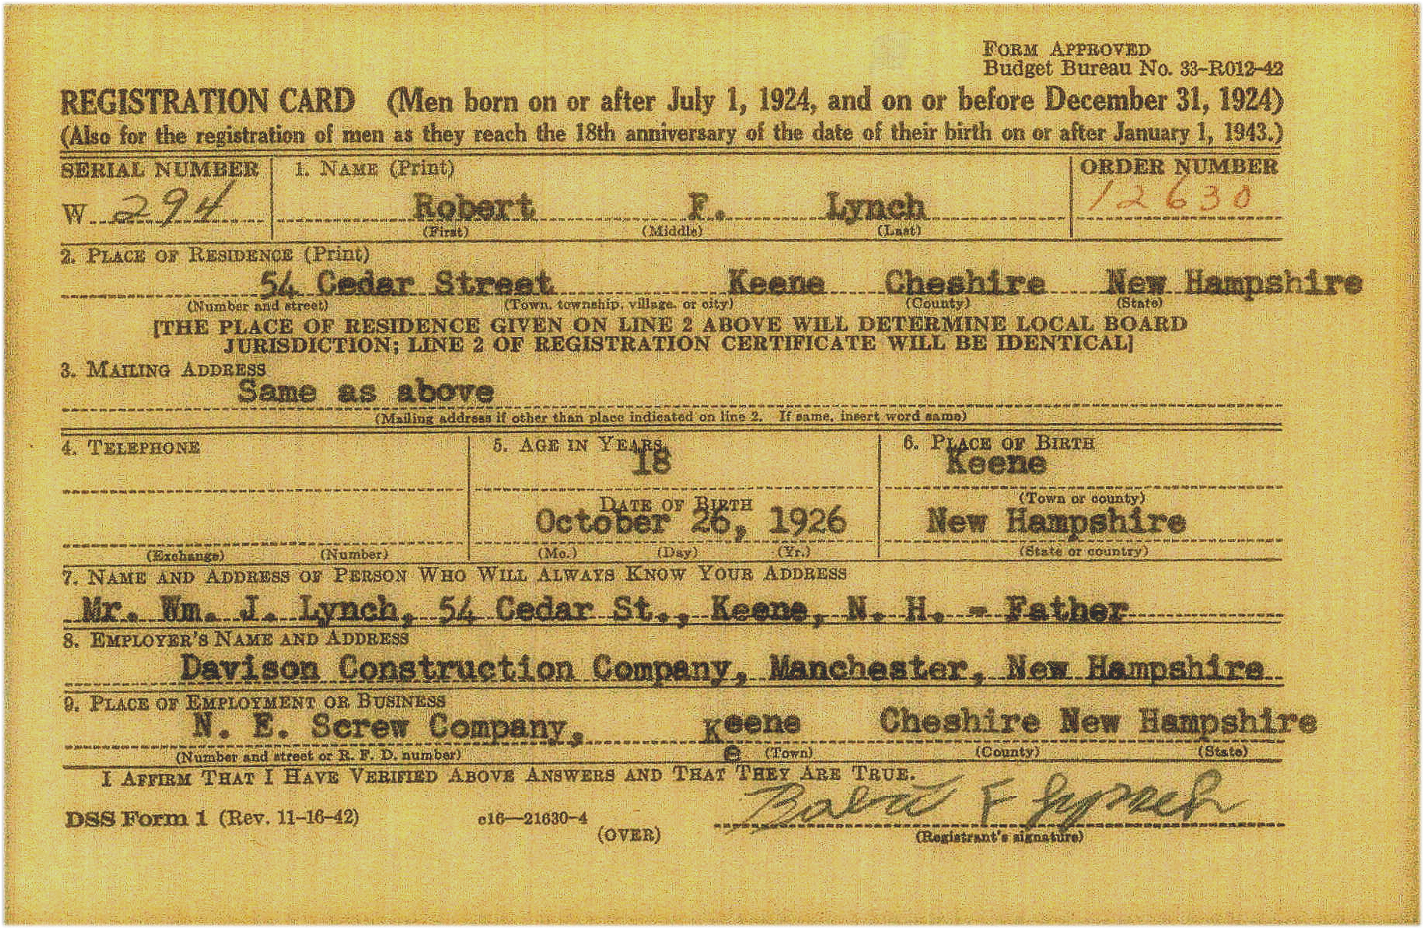 FORM APPROVED
Budget Bureau No. 33-R012-42
REGISTRATION CARD (Men born on or after July 1, 1924, and on or before December 31, 1924)
(Also for the registration of men as they reach the 18th anniversary of the date of their birth on or after January 1, 1943.)
SERIAL NUMBER 1. NAME (Print) ORDER NUMBER
W 294 Robert F. Lynch 12630
(First) (Middle) (Last)
2. PLACE OF RESIDENCE (Print)
54 Cedar Street Keene Cheshire New Hampshire
(Number and street) (Town, township, village, or city) (County) (State)
[THE PLACE OF RESIDENCE GIVEN ON LINE 2 ABOVE WILL DETERMINE LOCAL BOARD
JURISDICTION; LINE 2 OF REGISTRATION CERTIFICATE WILL BE IDENTICAL]
3. MAILING ADDRESS
Same as above
(Mailing address if other than place indicated on line 2. If same, insert word same)
4. TELEPHONE 5. AGE IN YEARS 6. PLACE OF BIRTH
18 Keene
DATE OF BIRTH (Town or county)
October 26, 1926 New Hampshire
(Exchange) (Number) (Mo.) (Day) (Yr.) (State or country)
7. NAME AND ADDRESS OF PERSON WHO WILL ALWAYS KNOW YOUR ADDRESS
Mr. Wm. J. Lynch, 54 Cedar St., Keene, N. H. - Father
8. EMPLOYER'S NAME AND ADDRESS
Davison Construction Company, Manchester, New Hampshire
9. PLACE OF EMPLOYMENT OR BUSINESS
N. E. Screw Company, Keene Cheshire New Hampshire
(Number and street or R. F. D. number) e (Town) (County) (State)
I AFFIRM THAT I HAVE VERIFIED ABOVE ANSWERS AND THAT THEY ARE TRUE.
Robert F Lynch
DSS Form 1 (Rev. 11-16-42) c16—21630-4
(OVER) (Registrant's signature)